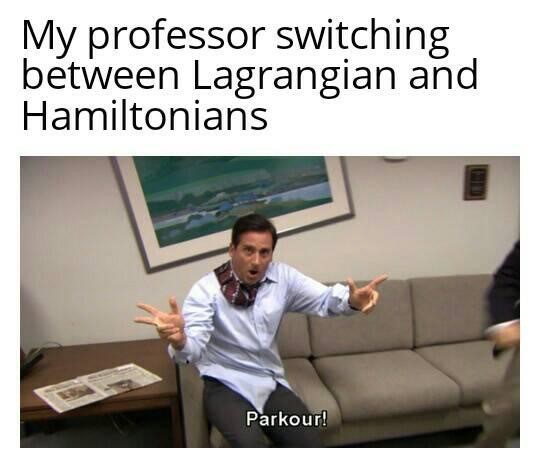 My professor switching
between Lagrangian and
Hamiltonians
Parkour!